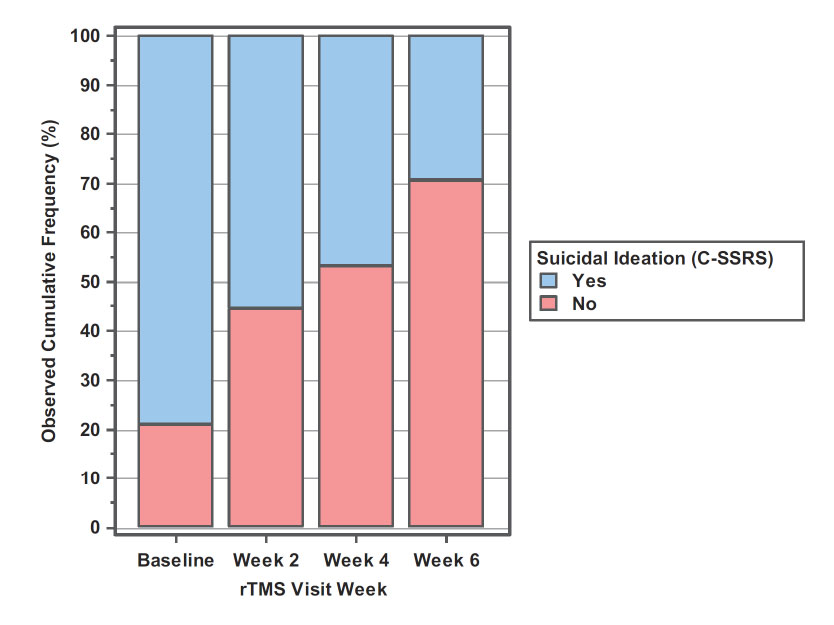 100
90
80
70
60
50
40
30
20
10
0
Observed Cumulative Frequency (%)
Baseline Week 2 Week 4 Week 6
rTMS Visit Week
Suicidal Ideation (C-SSRS)
Yes
No